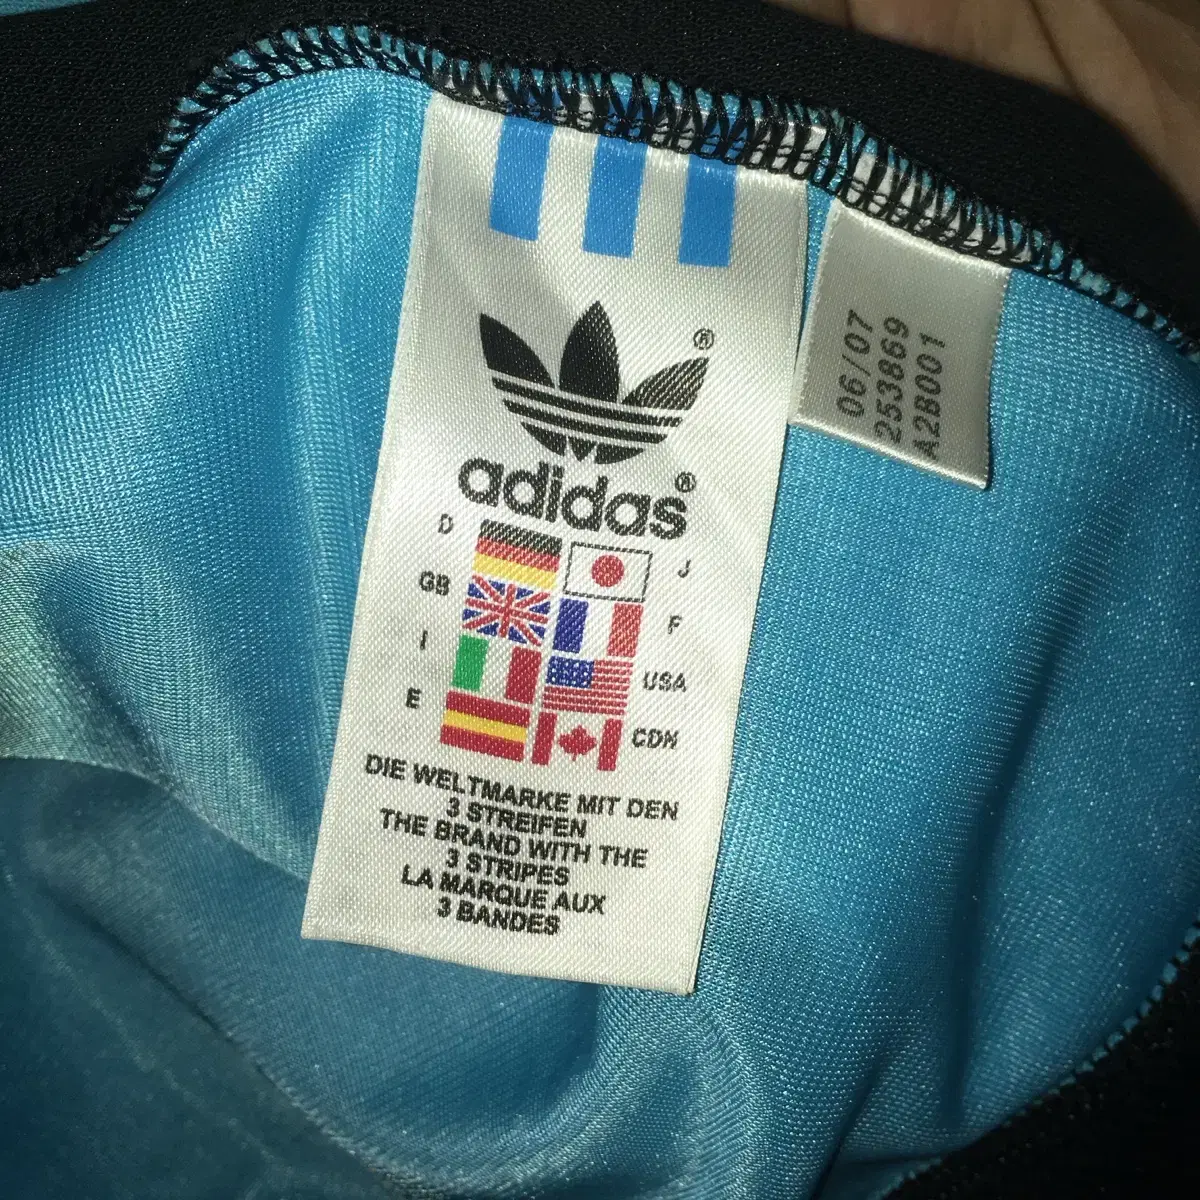 ®
adidas®
D
J
GB
F
I
USA
E
CDN
DIE WELTMARKE MIT DEN
3 STREIFEN
THE BRAND WITH THE
3 STRIPES
LA MARQUE AUX
3 BANDES
06/07
253869
A2B001